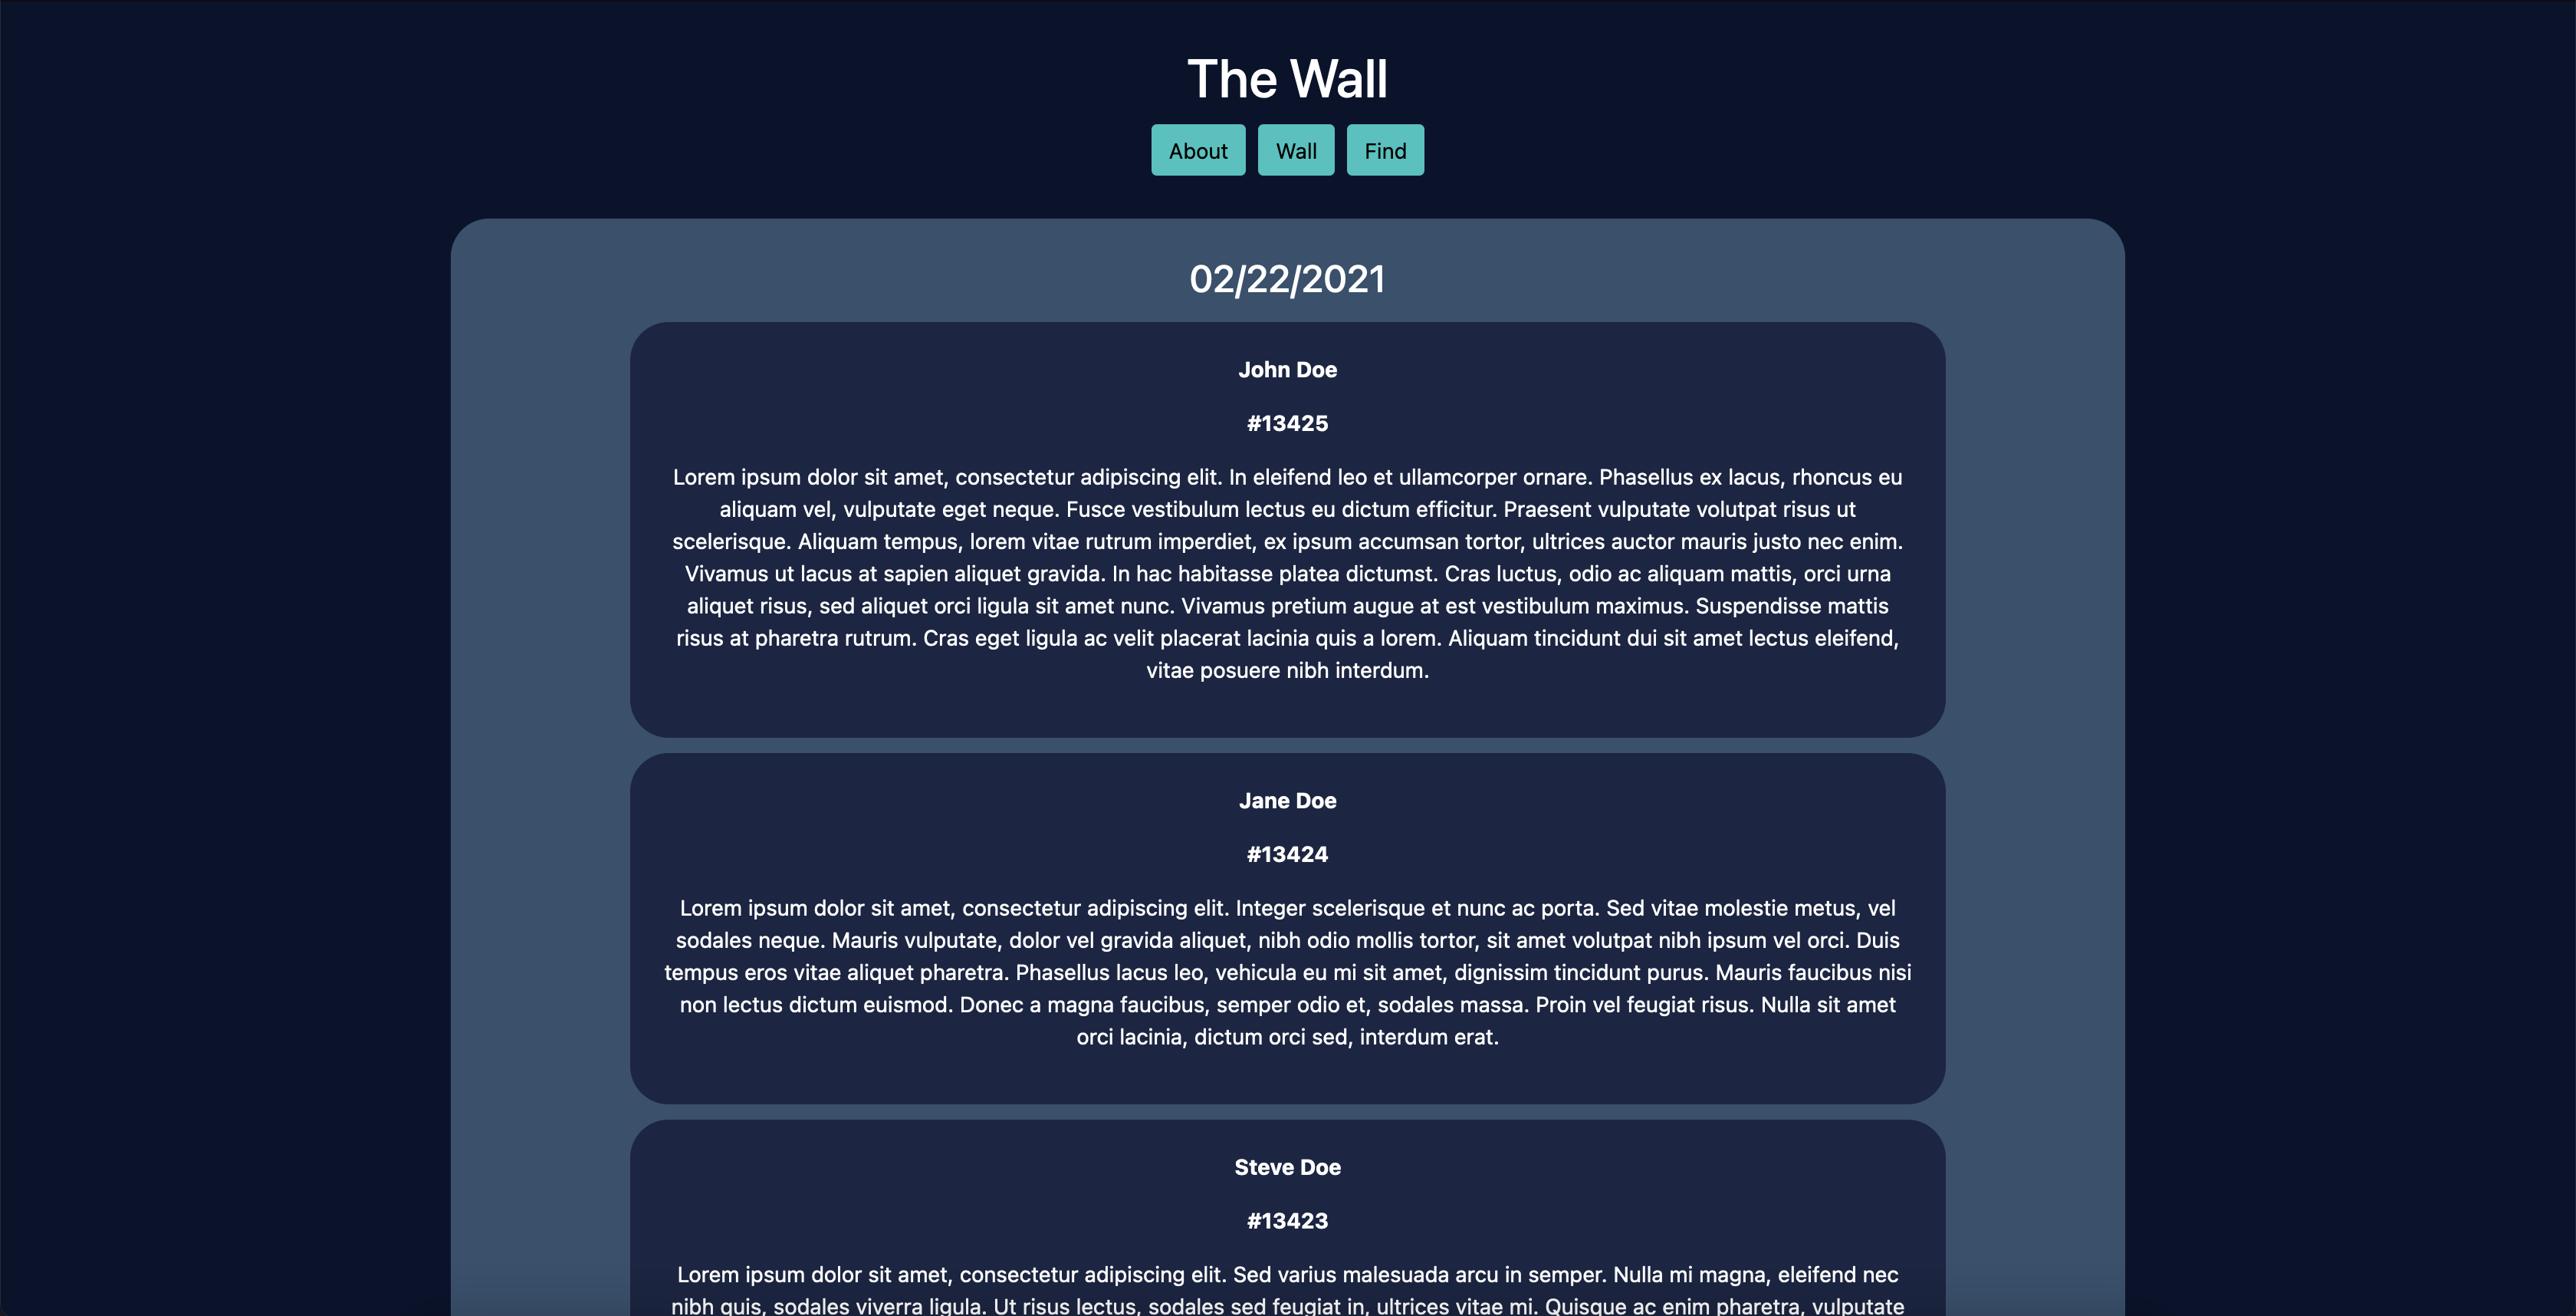 The Wall
About Wall Find
02/22/2021
John Doe
#13425
Lorem ipsum dolor sit amet, consectetur adipiscing elit. In eleifend leo et ullamcorper ornare. Phasellus ex lacus, rhoncus eu
aliquam vel, vulputate eget neque. Fusce vestibulum lectus eu dictum efficitur. Praesent vulputate volutpat risus ut
scelerisque. Aliquam tempus, lorem vitae rutrum imperdiet, ex ipsum accumsan tortor, ultrices auctor mauris justo nec enim.
Vivamus ut lacus at sapien aliquet gravida. In hac habitasse platea dictumst. Cras luctus, odio ac aliquam mattis, orci urna
aliquet risus, sed aliquet orci ligula sit amet nunc. Vivamus pretium augue at est vestibulum maximus. Suspendisse mattis
risus at pharetra rutrum. Cras eget ligula ac velit placerat lacinia quis a lorem. Aliquam tincidunt dui sit amet lectus eleifend,
vitae posuere nibh interdum.
Jane Doe
#13424
Lorem ipsum dolor sit amet, consectetur adipiscing elit. Integer scelerisque et nunc ac porta. Sed vitae molestie metus, vel
sodales neque. Mauris vulputate, dolor vel gravida aliquet, nibh odio mollis tortor, sit amet volutpat nibh ipsum vel orci. Duis
tempus eros vitae aliquet pharetra. Phasellus lacus leo, vehicula eu mi sit amet, dignissim tincidunt purus. Mauris faucibus nisi
non lectus dictum euismod. Donec a magna faucibus, semper odio et, sodales massa. Proin vel feugiat risus. Nulla sit amet
orci lacinia, dictum orci sed, interdum erat.
Steve Doe
#13423
Lorem ipsum dolor sit amet, consectetur adipiscing elit. Sed varius malesuada arcu in semper. Nulla mi magna, eleifend nec
nibh quis, sodales viverra ligula. Ut risus lectus, sodales sed feugiat in, ultrices vitae mi. Quisque ac enim pharetra, vulputate